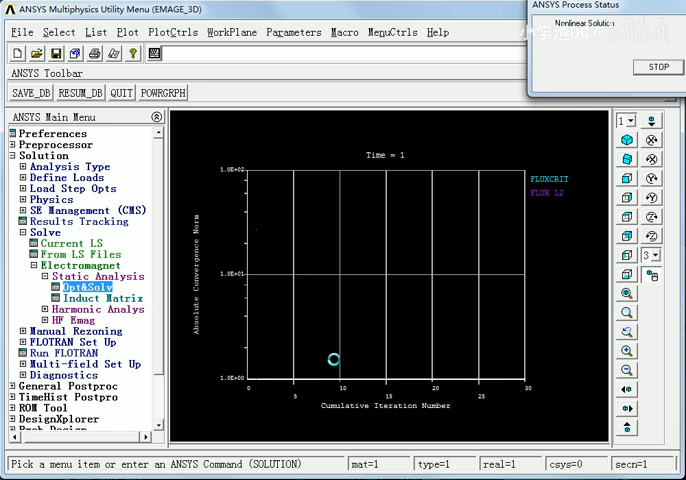 ANSYS Multiphysics Utility Menu (EMAGE_3D)
ANSYS Process Status
Nonlinear Solution
STOP
File Select List Plot PlotCtrls WorkPlane Parameters Macro MenuCtrls Help
ANSYS Toolbar
SAVE_DB RESUM_DB QUIT POWRGRPH
ANSYS Main Menu
Preferences
Preprocessor
Solution
Analysis Type
Define Loads
Load Step Opts
Physics
SE Management (CMS)
Results Tracking
Solve
Current LS
From LS Files
Electromagnet
Static Analysis
Opt&Solv
Induct Matrix
Harmonic Analys
HF Emag
Manual Rezoning
FLOTRAN Set Up
Run FLOTRAN
Multi-field Set Up
Diagnostics
General Postproc
TimeHist Postpro
ROM Tool
DesignXplorer
Time = 1
1.0E+02
1.0E+01
1.0E+00
Absolute Convergence Norm
0 5 10 15 20 25 30
Cumulative Iteration Number
FLUXCRIT
FLUX L2
1
3
Pick a menu item or enter an ANSYS Command (SOLUTION)
mat=1 type=1 real=1 csys=0 secn=1